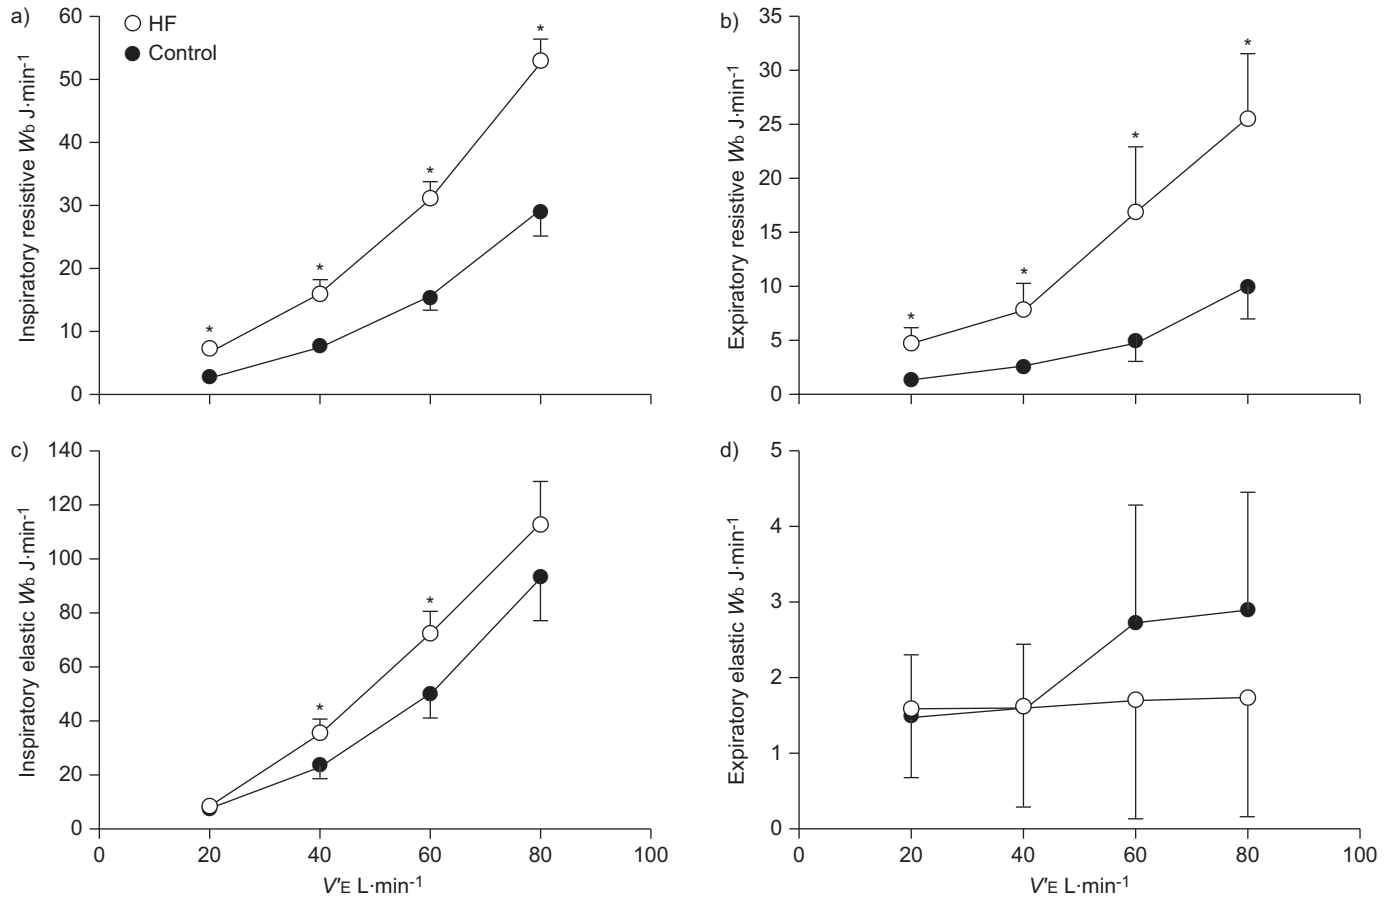 a)
HF
Control
60
50
40
30
20
10
0
Inspiratory resistive Wb J·min-1
*
*
*
*
b)
35
30
25
20
15
10
5
0
Expiratory resistive Wb J·min-1
*
*
*
*
c)
140
120
100
80
60
40
20
0
Inspiratory elastic Wb J·min-1
*
*
0 20 40 60 80 100
V'E L·min-1
d)
5
4
3
2
1
0
Expiratory elastic Wb J·min-1
0 20 40 60 80 100
V'E L·min-1